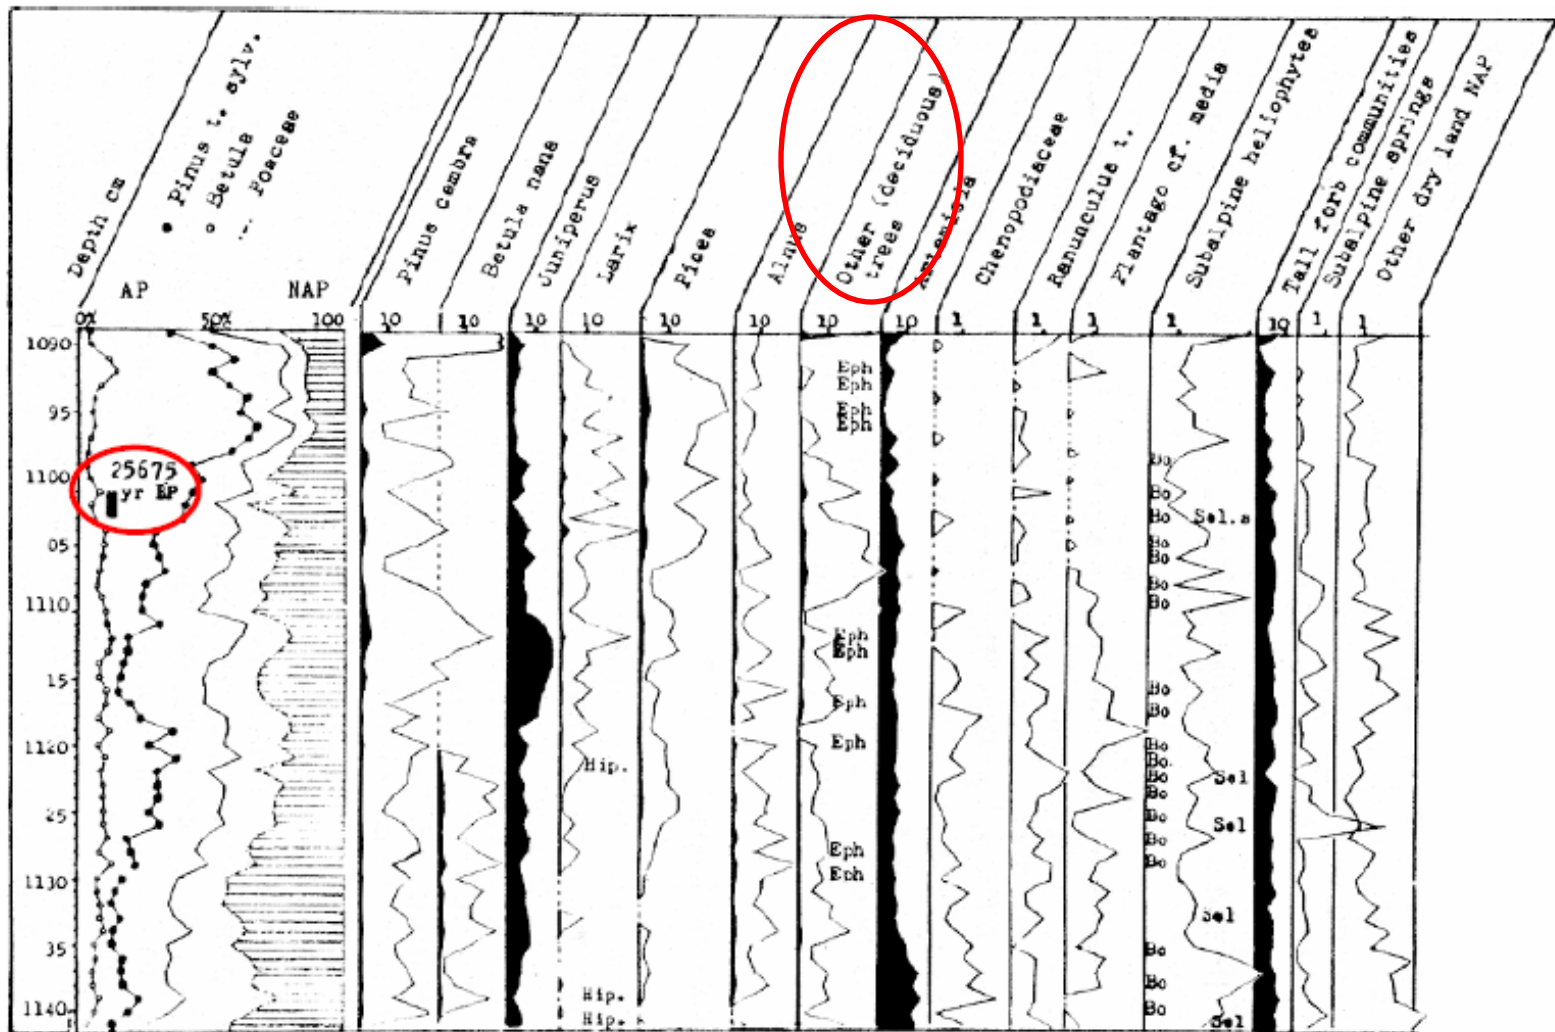 Depth cm
● Pinus t. sylv.
○ Betula
--- Poaceae
Pinus cembra
Betula nana
Juniperus
Larix
Picea
Alnus
Other (deciduous)
trees
Artemisia
Chenopodiaceae
Ranunculus t.
Plantago cf. media
Subalpine heliophytes
Tall forb communities
Subalpine springs
Other dry land NAP
AP NAP
0% 50% 100 10 10 10 10 10 10 10 10 1 1. 1 1. 10 1. 1
1090
Eph
Eph
95 Eph
Eph
25675
1100
yr BP Bo
Bo Sel.s
05 Bo
Bo
Bo
1110 Bo
Eph
Eph
15 Bo
Eph Bo
1120 Eph Bo
Bo.
Hip. Bo Sel
Bo
25 Bo Sel
Bo
Eph Bo
1130 Eph
Sel
35 Bo
Bo
Hip.
1140 Bo
Hip. Sel